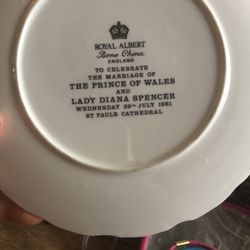 ROYAL ALBERT
Bone China
ENGLAND
TO CELEBRATE
THE MARRIAGE OF
THE PRINCE OF WALES
AND
LADY DIANA SPENCER
WEDNESDAY 29TH JULY 1981
ST PAULS CATHEDRAL